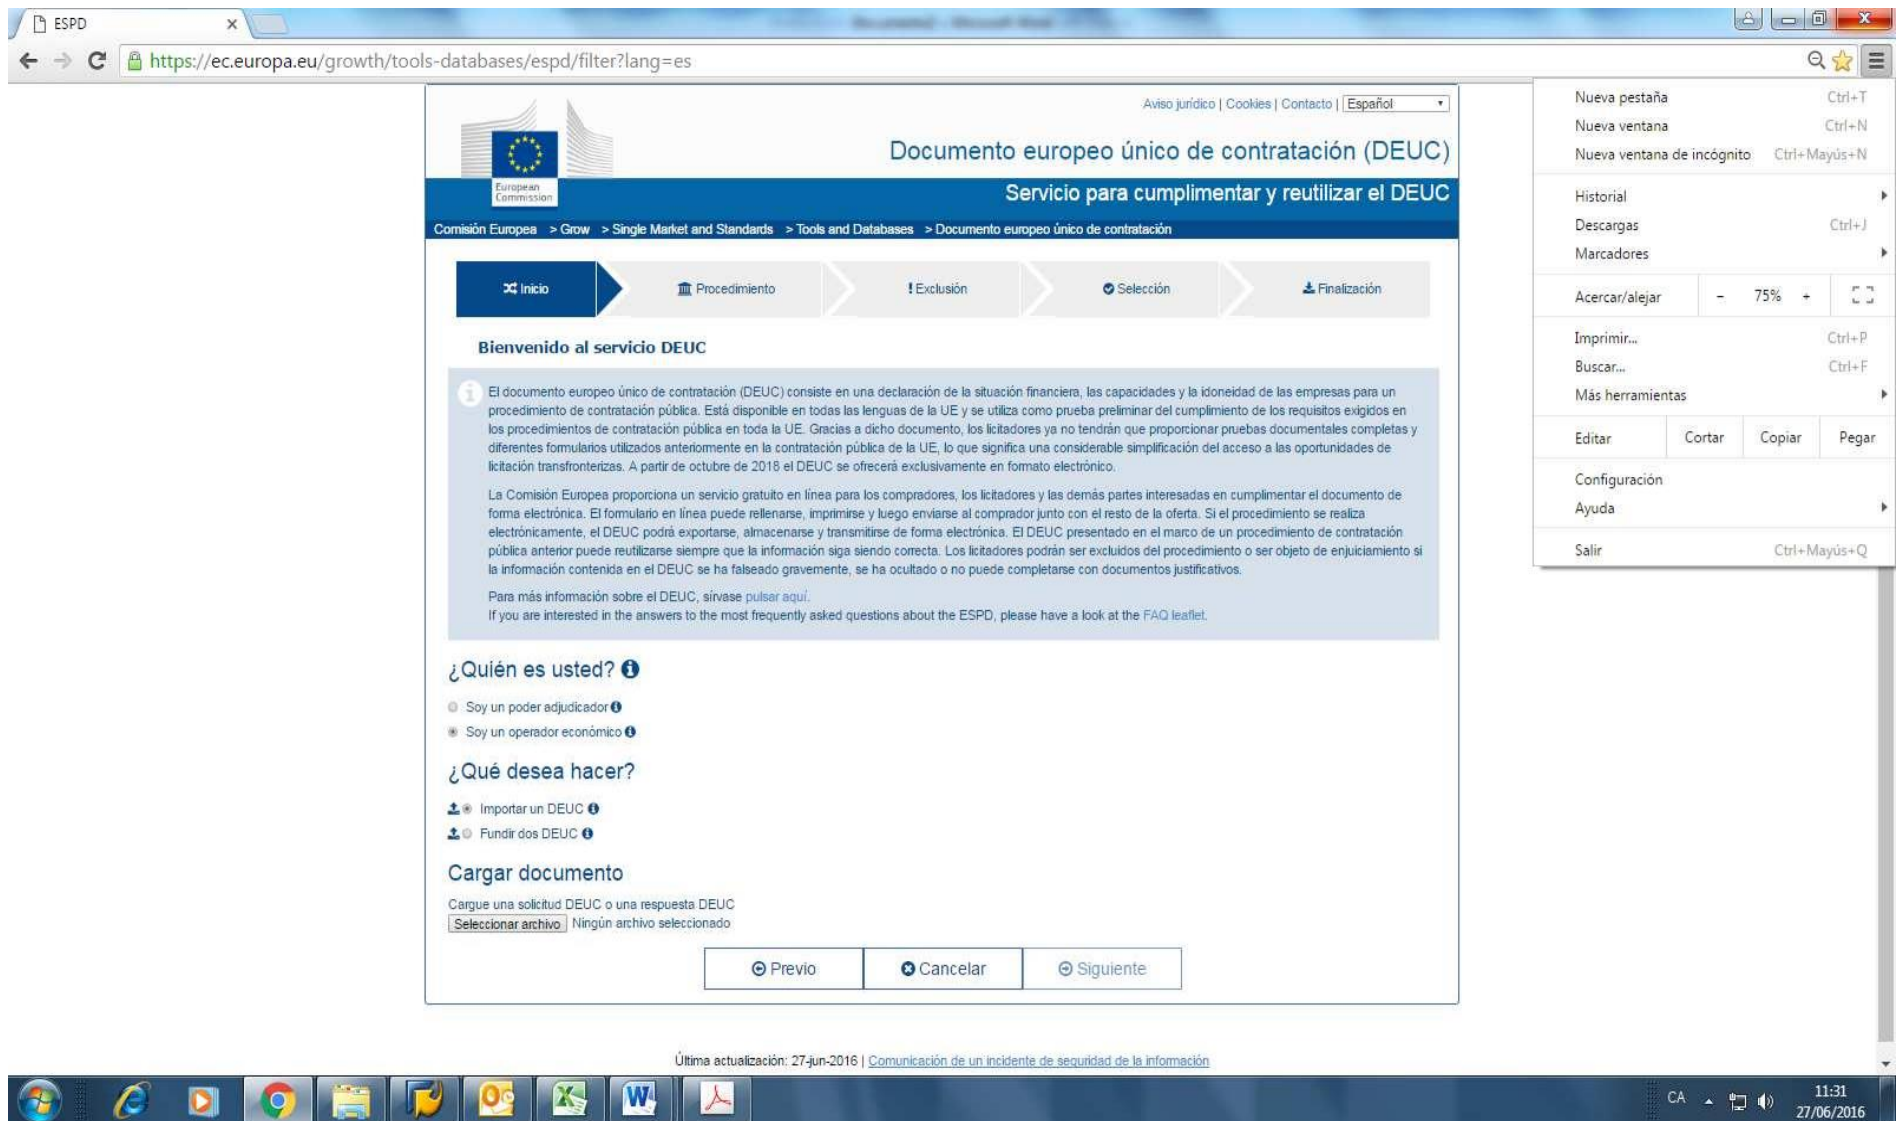 ESPD
https://ec.europa.eu/growth/tools-databases/espd/filter?lang=es
Aviso jurídico | Cookies | Contacto | Español
Documento europeo único de contratación (DEUC)
European
Commission
Servicio para cumplimentar y reutilizar el DEUC
Comisión Europea > Grow > Single Market and Standards > Tools and Databases > Documento europeo único de contratación
Inicio
Procedimiento
Exclusión
Selección
Finalización
Bienvenido al servicio DEUC
El documento europeo único de contratación (DEUC) consiste en una declaración de la situación financiera, las capacidades y la idoneidad de las empresas para un
procedimiento de contratación pública. Está disponible en todas las lenguas de la UE y se utiliza como prueba preliminar del cumplimiento de los requisitos exigidos en
los procedimientos de contratación pública en toda la UE. Gracias a dicho documento, los licitadores ya no tendrán que proporcionar pruebas documentales completas y
diferentes formularios utilizados anteriormente en la contratación pública de la UE, lo que significa una considerable simplificación del acceso a las oportunidades de
licitación transfronterizas. A partir de octubre de 2018 el DEUC se ofrecerá exclusivamente en formato electrónico.
La Comisión Europea proporciona un servicio gratuito en línea para los compradores, los licitadores y las demás partes interesadas en cumplimentar el documento de
forma electrónica. El formulario en línea puede rellenarse, imprimirse y luego enviarse al comprador junto con el resto de la oferta. Si el procedimiento se realiza
electrónicamente, el DEUC podrá exportarse, almacenarse y transmitirse de forma electrónica. El DEUC presentado en el marco de un procedimiento de contratación
pública anterior puede reutilizarse siempre que la información siga siendo correcta. Los licitadores podrán ser excluidos del procedimiento o ser objeto de enjuiciamiento si
la información contenida en el DEUC se ha falseado gravemente, se ha ocultado o no puede completarse con documentos justificativos.
Para más información sobre el DEUC, sírvase pulsar aquí.
If you are interested in the answers to the most frequently asked questions about the ESPD, please have a look at the FAQ leaflet.
¿Quién es usted?
Soy un poder adjudicador
Soy un operador económico
¿Qué desea hacer?
Importar un DEUC
Fundir dos DEUC
Cargar documento
Cargue una solicitud DEUC o una respuesta DEUC
Seleccionar archivo Ningún archivo seleccionado
Previo
Cancelar
Siguiente
Última actualización: 27-jun-2016 | Comunicación de un incidente de seguridad de la información
Nueva pestaña Ctrl+T
Nueva ventana Ctrl+N
Nueva ventana de incógnito Ctrl+Mayús+N
Historial
Descargas Ctrl+J
Marcadores
Acercar/alejar - 75% +
Imprimir... Ctrl+P
Buscar... Ctrl+F
Más herramientas
Editar Cortar Copiar Pegar
Configuración
Ayuda
Salir Ctrl+Mayús+Q
CA
11:31
27/06/2016